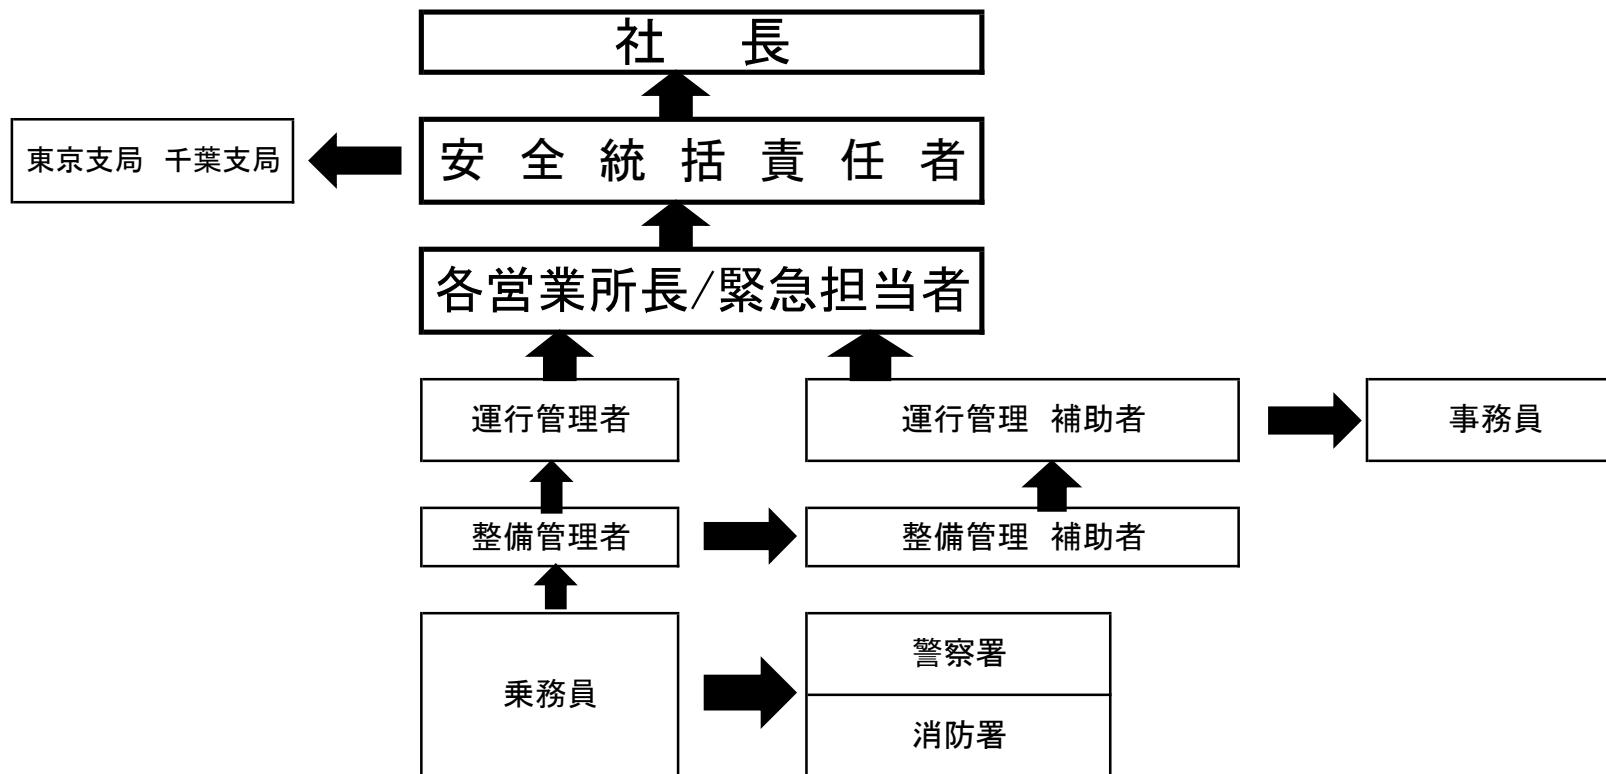 社　長
東京支局　千葉支局
安　全　統　括　責　任　者
各営業所長/緊急担当者
運行管理者
運行管理　補助者
事務員
整備管理者
整備管理　補助者
乗務員
警察署
消防署